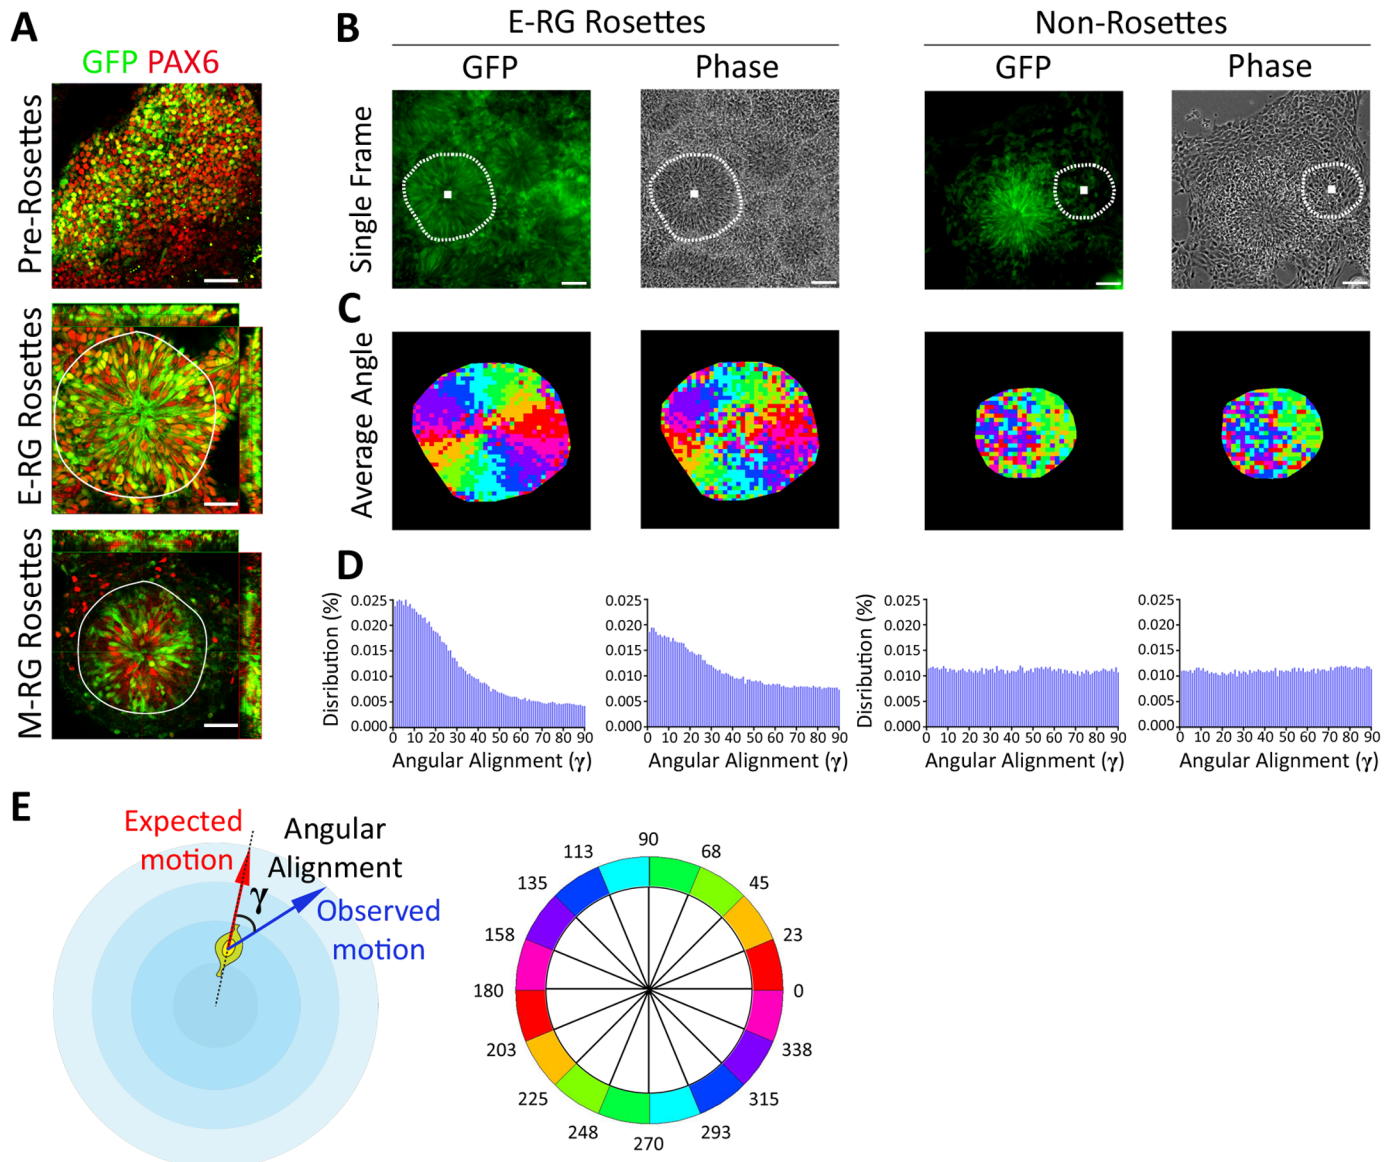 A
GFP PAX6
Pre-Rosettes
E-RG Rosettes
M-RG Rosettes
B
E-RG Rosettes
Non-Rosettes
GFP
Phase
GFP
Phase
Single Frame
C
Average Angle
D
Disribution (%)
0.025
0.020
0.015
0.010
0.005
0.000
0 10 20 30 40 50 60 70 80 90
Angular Alignment (γ)
0.025
0.020
0.015
0.010
0.005
0.000
0 10 20 30 40 50 60 70 80 90
Angular Alignment (γ)
Disribution (%)
0.025
0.020
0.015
0.010
0.005
0.000
0 10 20 30 40 50 60 70 80 90
Angular Alignment (γ)
0.025
0.020
0.015
0.010
0.005
0.000
0 10 20 30 40 50 60 70 80 90
Angular Alignment (γ)
E
Expected
motion
Angular
Alignment
γ
Observed
motion
90
68
45
23
0
338
315
293
270
248
225
203
180
158
135
113